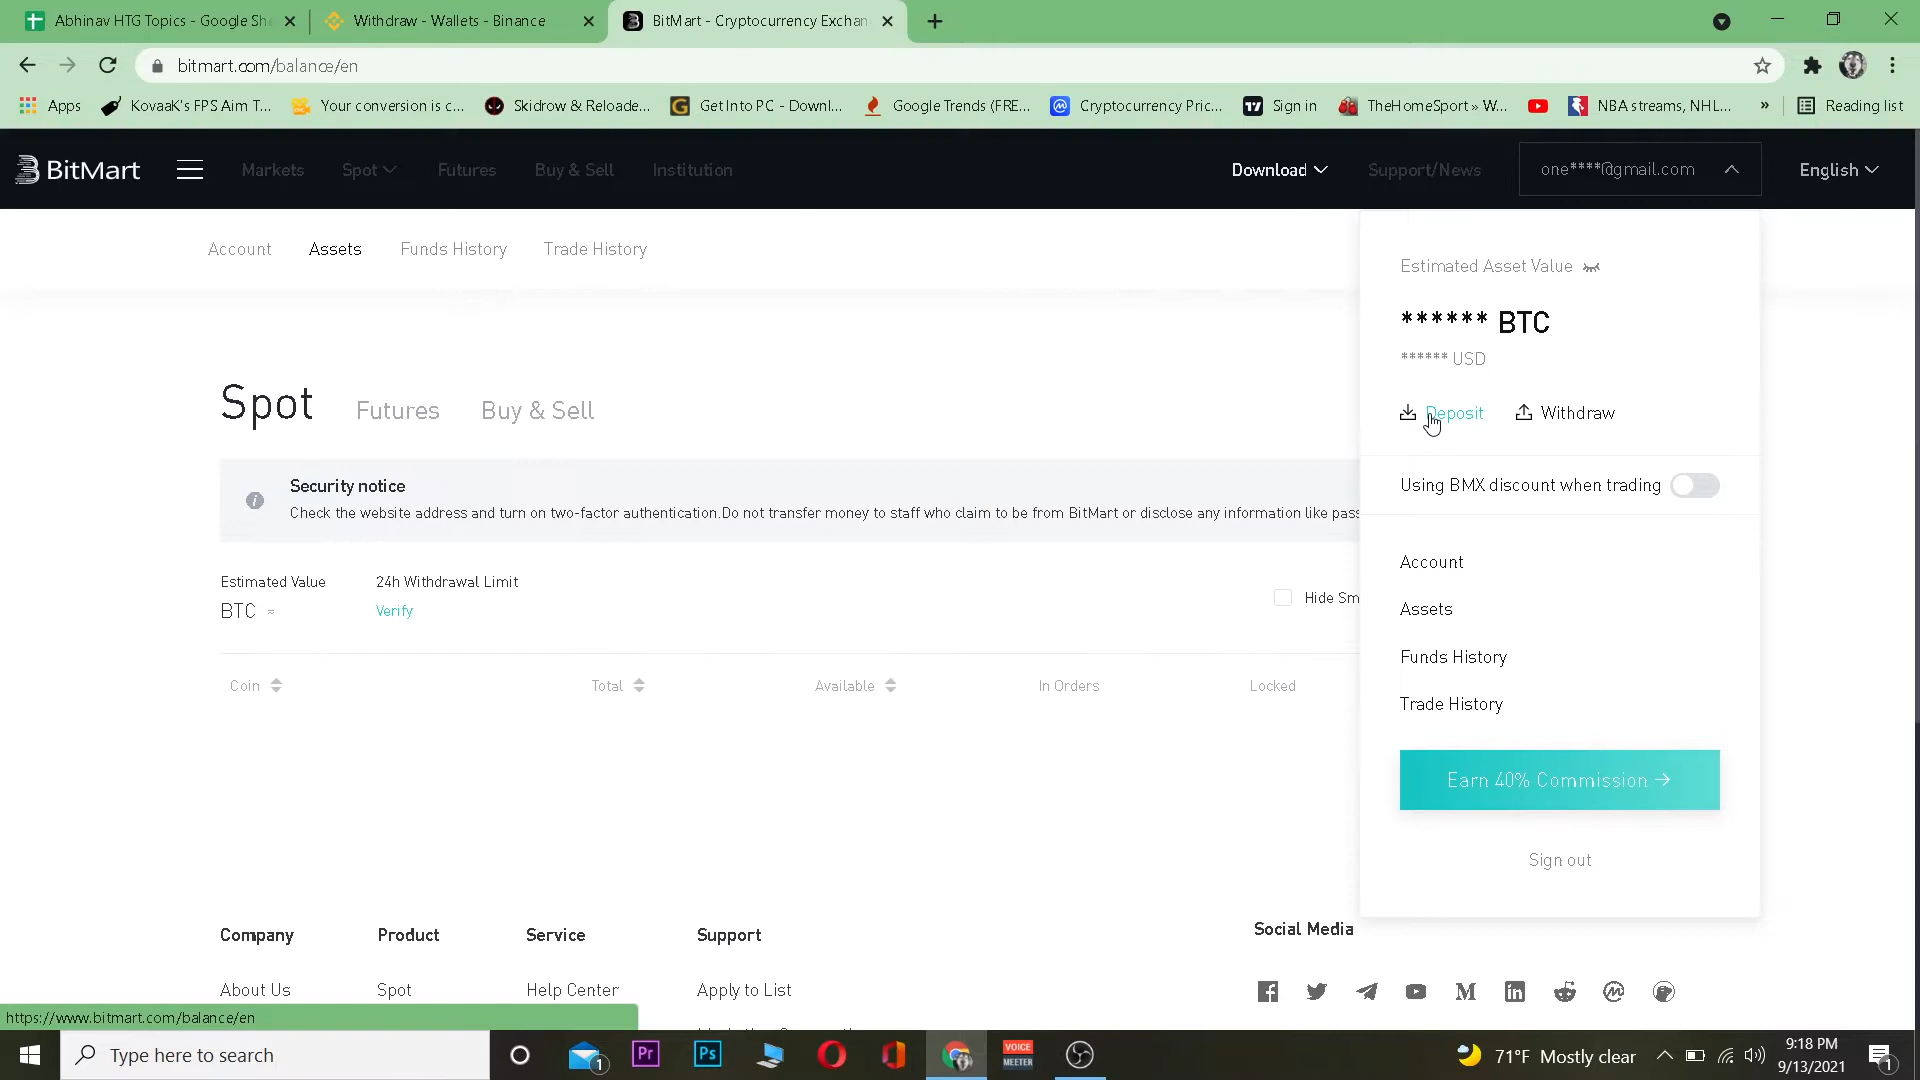 Abhinav HTG Topics - Google She
Withdraw - Wallets - Binance
BitMart - Cryptocurrency Exchan
bitmart.com/balance/en
Apps
KovaaK's FPS Aim T...
Your conversion is c...
Skidrow & Reloade...
Get Into PC - Downl...
Google Trends (FRE...
Cryptocurrency Pric...
Sign in
TheHomeSport » W...
NBA streams, NHL...
»
Reading list
BitMart
Markets
Spot
Futures
Buy & Sell
Institution
Download
Support/News
one****@gmail.com
English
Account
Assets
Funds History
Trade History
Estimated Asset Value
****** BTC
****** USD
Deposit
Withdraw
Using BMX discount when trading
Account
Assets
Funds History
Trade History
Earn 40% Commission →
Sign out
Spot
Futures
Buy & Sell
Security notice
Check the website address and turn on two-factor authentication.Do not transfer money to staff who claim to be from BitMart or disclose any information like pass
Estimated Value
BTC ≈
24h Withdrawal Limit
Verify
Hide Sm
Coin
Total
Available
In Orders
Locked
Company
Product
Service
Support
Social Media
About Us
Spot
Help Center
Apply to List
https://www.bitmart.com/balance/en
Type here to search
1
Pr
Ps
VOICE
MEETER
71°F Mostly clear
9:18 PM
9/13/2021
1